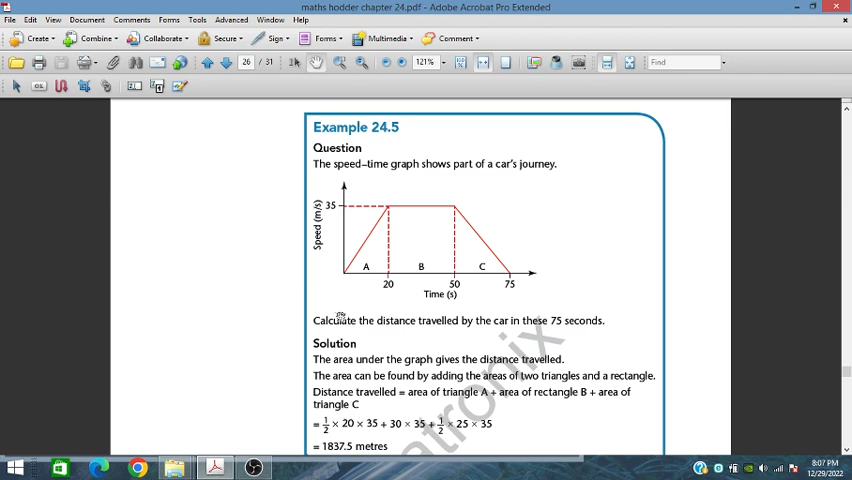 maths hodder chapter 24.pdf - Adobe Acrobat Pro Extended
File Edit View Document Comments Forms Tools Advanced Window Help
Create Combine Collaborate Secure Sign Forms Multimedia Comment
26 / 31 121% Find
Example 24.5
Question
The speed–time graph shows part of a car's journey.
35
Speed (m/s)
A B C
20 50 75
Time (s)
Calculate the distance travelled by the car in these 75 seconds.
Solution
The area under the graph gives the distance travelled.
The area can be found by adding the areas of two triangles and a rectangle.
Distance travelled = area of triangle A + area of rectangle B + area of
triangle C
= 1/2 × 20 × 35 + 30 × 35 + 1/2 × 25 × 35
= 1837.5 metres
8:07 PM
12/29/2022